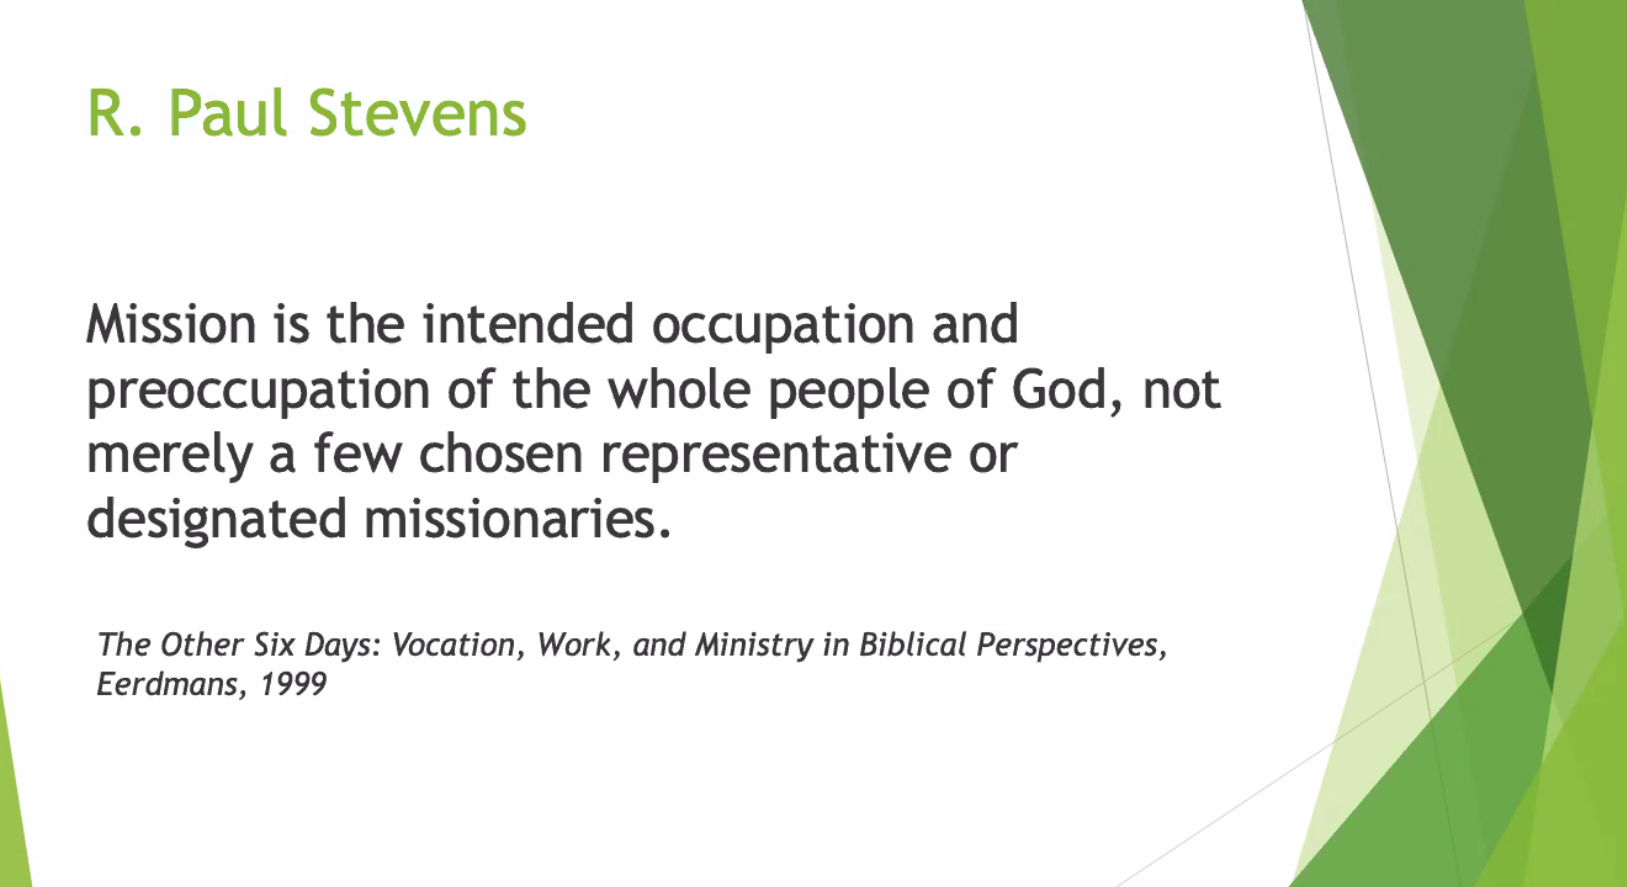 R. Paul Stevens
Mission is the intended occupation and
preoccupation of the whole people of God, not
merely a few chosen representative or
designated missionaries.
The Other Six Days: Vocation, Work, and Ministry in Biblical Perspectives,
Eerdmans, 1999